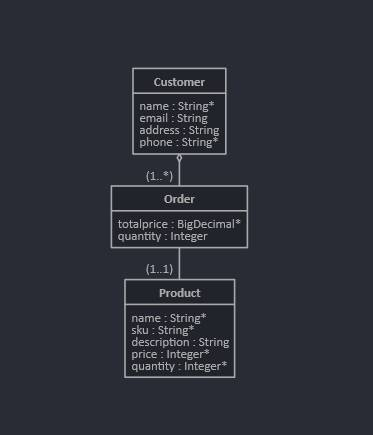 Customer
name : String*
email : String
address : String
phone : String*
(1..*)
Order
totalprice : BigDecimal*
quantity : Integer
(1..1)
Product
name : String*
sku : String*
description : String
price : Integer*
quantity : Integer*